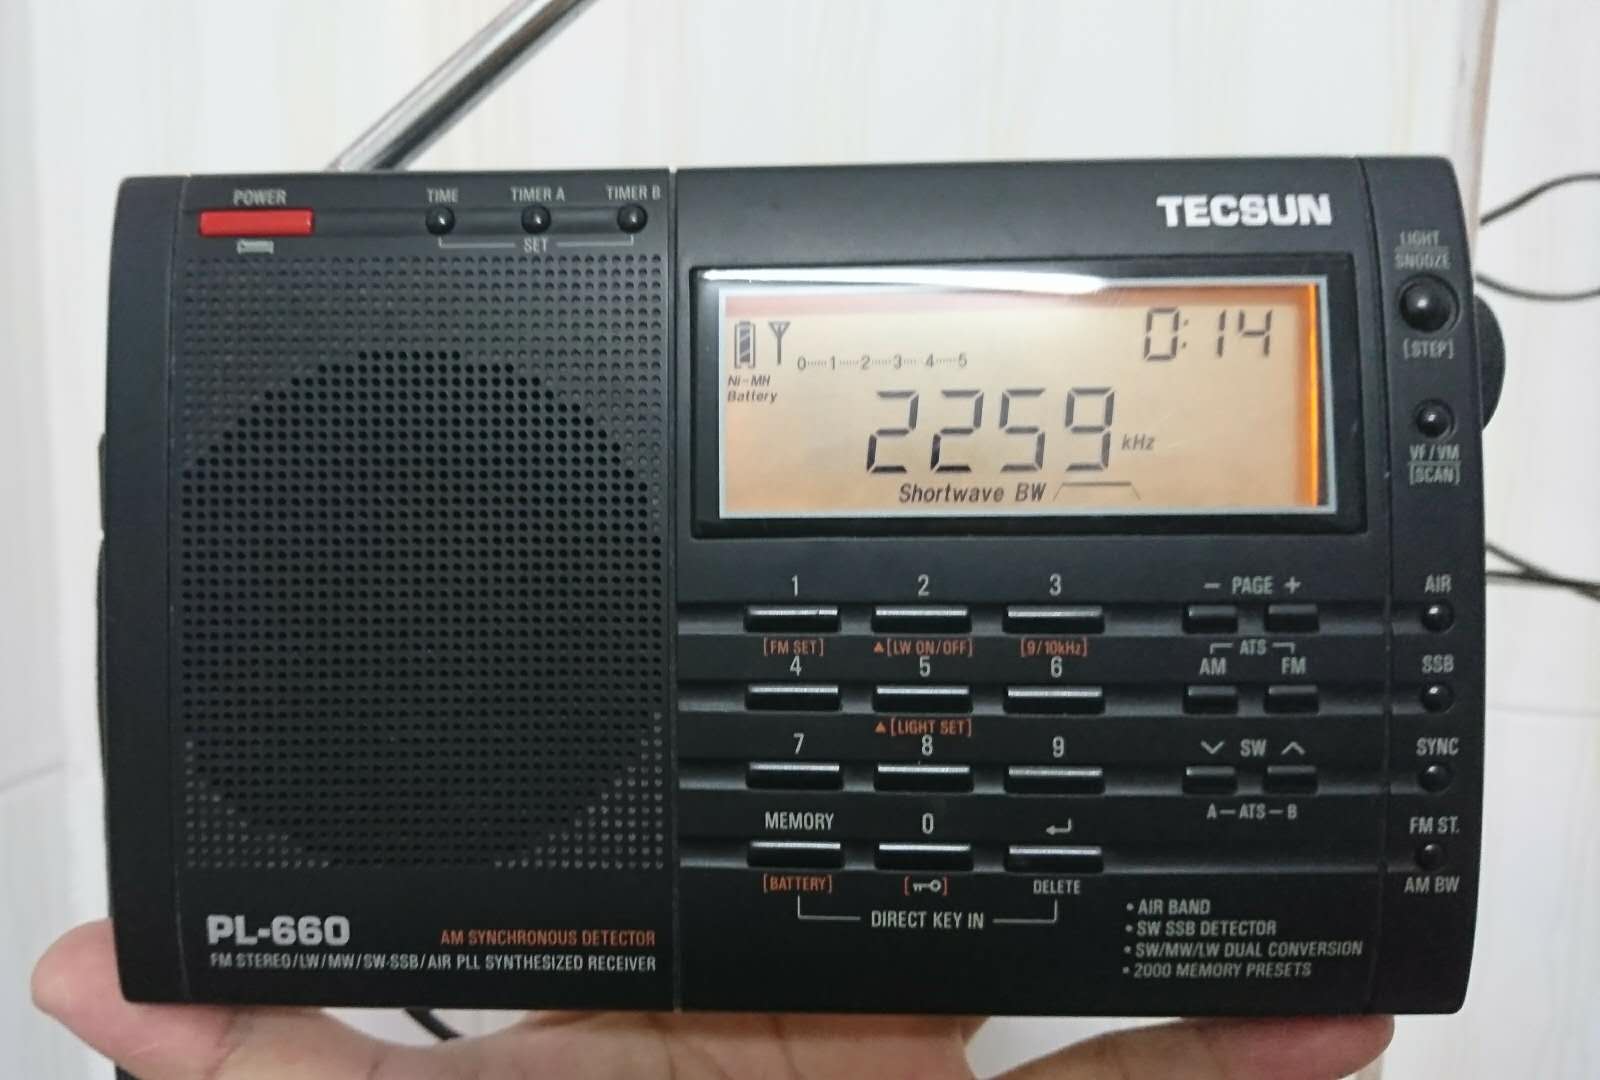 POWER
TIME TIMER A TIMER B
SET
TECSUN
LIGHT
SNOOZE
[STEP]
0:14
0 1 2 3 4 5
Ni-MH
Battery
2259 kHz
Shortwave BW
VF/VM
[SCAN]
1 2 3 - PAGE + AIR
[FM SET] ▲[LW ON/OFF] [9/10kHz] ATS
4 5 6 AM FM SSB
▲[LIGHT SET]
7 8 9 SW SYNC
A-ATS-B
MEMORY 0 FM ST.
[BATTERY] DELETE AM BW
DIRECT KEY IN
PL-660
AM SYNCHRONOUS DETECTOR
FM STEREO/LW/MW/SW-SSB/AIR PLL SYNTHESIZED RECEIVER
• AIR BAND
• SW SSB DETECTOR
• SW/MW/LW DUAL CONVERSION
• 2000 MEMORY PRESETS